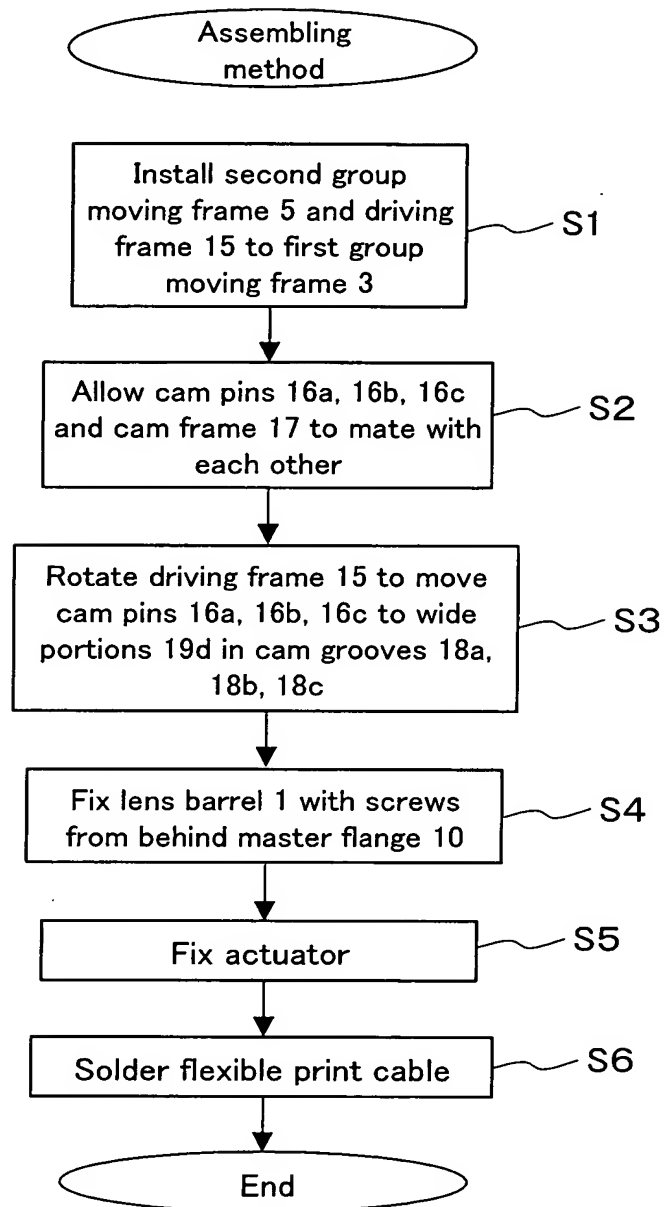 Assembling
method
Install second group
moving frame 5 and driving
frame 15 to first group
moving frame 3
S1
Allow cam pins 16a, 16b, 16c
and cam frame 17 to mate with
each other
S2
Rotate driving frame 15 to move
cam pins 16a, 16b, 16c to wide
portions 19d in cam grooves 18a,
18b, 18c
S3
Fix lens barrel 1 with screws
from behind master flange 10
S4
Fix actuator
S5
Solder flexible print cable
S6
End